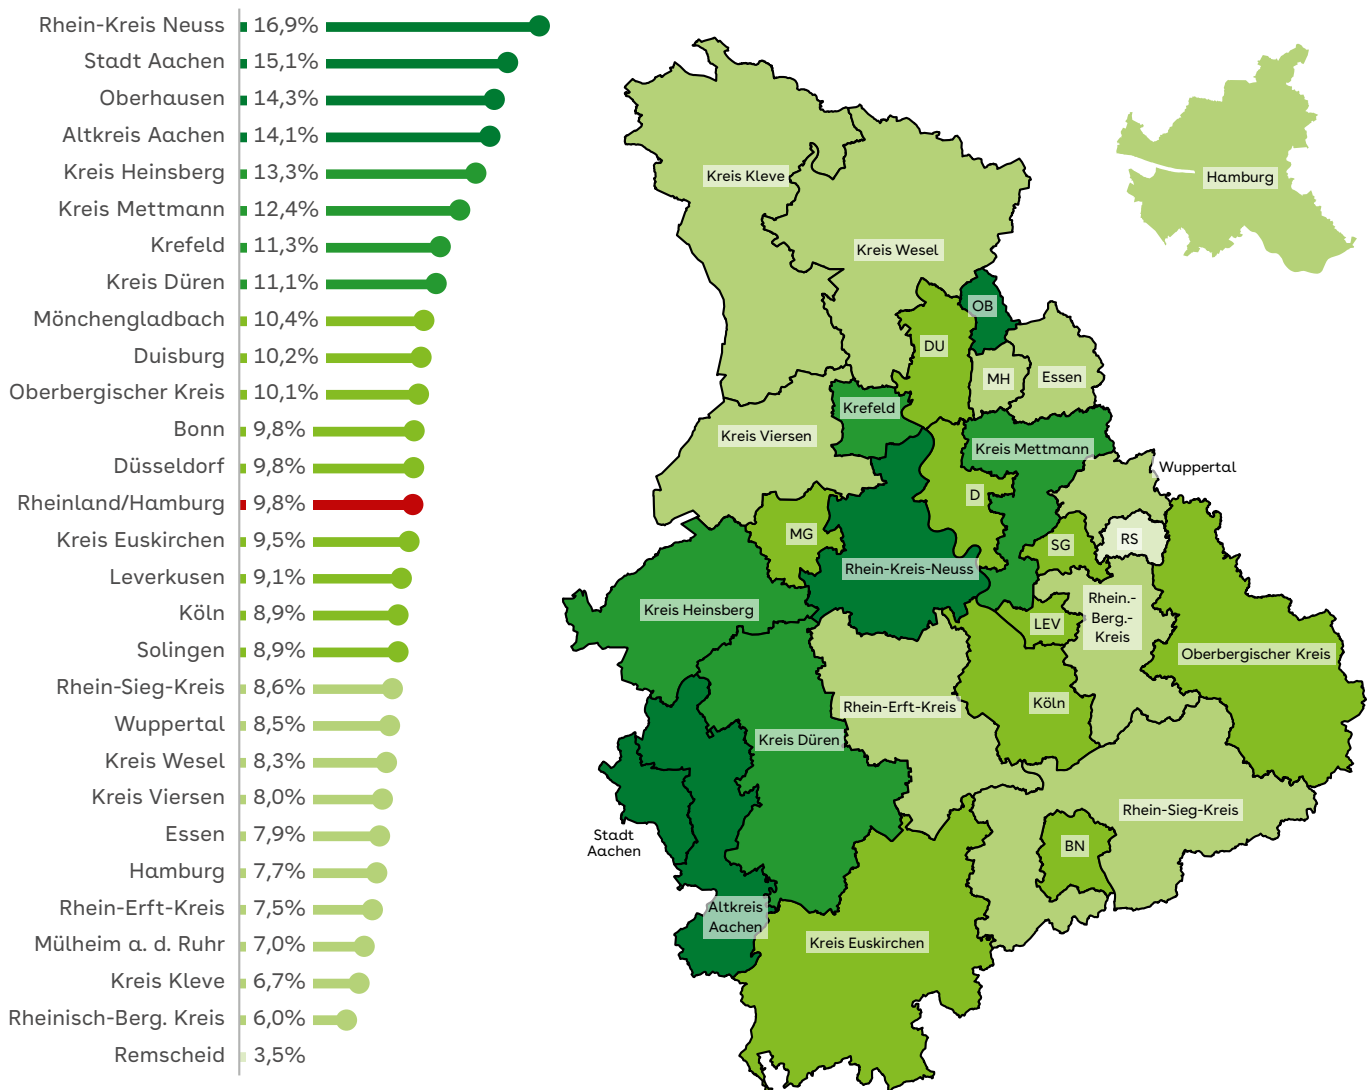 Rhein-Kreis Neuss 16,9%
Stadt Aachen 15,1%
Oberhausen 14,3%
Altkreis Aachen 14,1%
Kreis Heinsberg 13,3%
Kreis Mettmann 12,4%
Krefeld 11,3%
Kreis Düren 11,1%
Mönchengladbach 10,4%
Duisburg 10,2%
Oberbergischer Kreis 10,1%
Bonn 9,8%
Düsseldorf 9,8%
Rheinland/Hamburg 9,8%
Kreis Euskirchen 9,5%
Leverkusen 9,1%
Köln 8,9%
Solingen 8,9%
Rhein-Sieg-Kreis 8,6%
Wuppertal 8,5%
Kreis Wesel 8,3%
Kreis Viersen 8,0%
Essen 7,9%
Hamburg 7,7%
Rhein-Erft-Kreis 7,5%
Mülheim a. d. Ruhr 7,0%
Kreis Kleve 6,7%
Rheinisch-Berg. Kreis 6,0%
Remscheid 3,5%
Kreis Kleve
Hamburg
Kreis Wesel
OB
DU
MH
Essen
Krefeld
Kreis Viersen
Kreis Mettmann
Wuppertal
D
MG
SG
RS
Rhein-Kreis-Neuss
Kreis Heinsberg
Rhein.-
Berg.-
Kreis
LEV
Oberbergischer Kreis
Rhein-Erft-Kreis
Köln
Kreis Düren
Rhein-Sieg-Kreis
Stadt
Aachen
BN
Altkreis
Aachen
Kreis Euskirchen